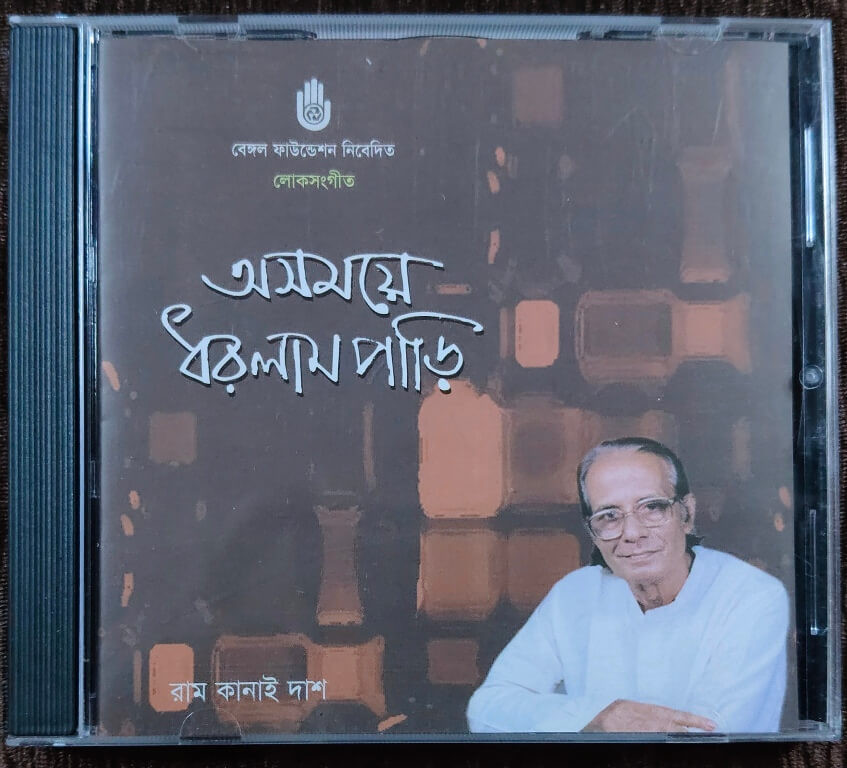 বেঙ্গল ফাউন্ডেশন নিবেদিত
লোকসংগীত
অসময়ে
ধরলাম পাড়ি
রাম কানাই দাশ